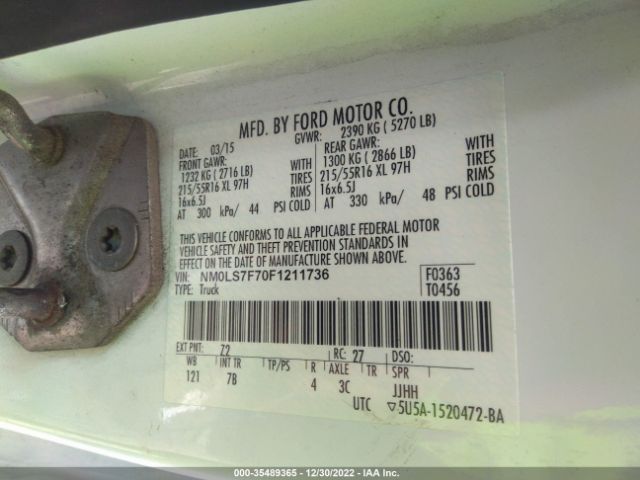 MFD. BY FORD MOTOR CO.
DATE: 03/15 GVWR: 2390 KG ( 5270 LB)
FRONT GAWR: REAR GAWR:
1232 KG ( 2716 LB) WITH 1300 KG ( 2866 LB) WITH
215/55R16 XL 97H TIRES 215/55R16 XL 97H TIRES
16x6.5J RIMS 16x6.5J RIMS
AT 300 kPa/ 44 PSI COLD AT 330 kPa/ 48 PSI COLD
THIS VEHICLE CONFORMS TO ALL APPLICABLE FEDERAL MOTOR
VEHICLE SAFETY AND THEFT PREVENTION STANDARDS IN
EFFECT ON THE DATE OF MANUFACTURE SHOWN ABOVE.
VIN: NM0LS7F70F1211736 F0363
TYPE: Truck T0456
EXT PNT: Z2 RC: 27 DSO:
WB INT TR TP/PS R AXLE TR SPR
121 7B 4 3C JJHH
UTC ▽5U5A-1520472-BA
000-35489365 • 12/30/2022 • IAA Inc.